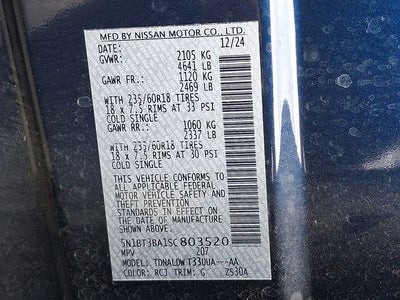 MFD BY NISSAN MOTOR CO., LTD.
DATE: 12/24
GVWR: 2105 KG
4641 LB
GAWR FR.: 1120 KG
2469 LB
WITH 235/60R18 TIRES
18 x 7.5 RIMS AT 33 PSI
COLD SINGLE
GAWR RR.: 1060 KG
2337 LB
WITH 235/60R18 TIRES
18 x 7.5 RIMS AT 30 PSI
COLD SINGLE
THIS VEHICLE CONFORMS TO
ALL APPLICABLE FEDERAL
MOTOR VEHICLE SAFETY AND
THEFT PREVENTION
STANDARDS IN EFFECT ON THE
DATE OF MANUFACTURE
SHOWN ABOVE.
5N1BT3BA1SC803520
207
MODEL: TDNALDW T33UUA---AA
COLOR: RCJ TRIM: G ZS30A